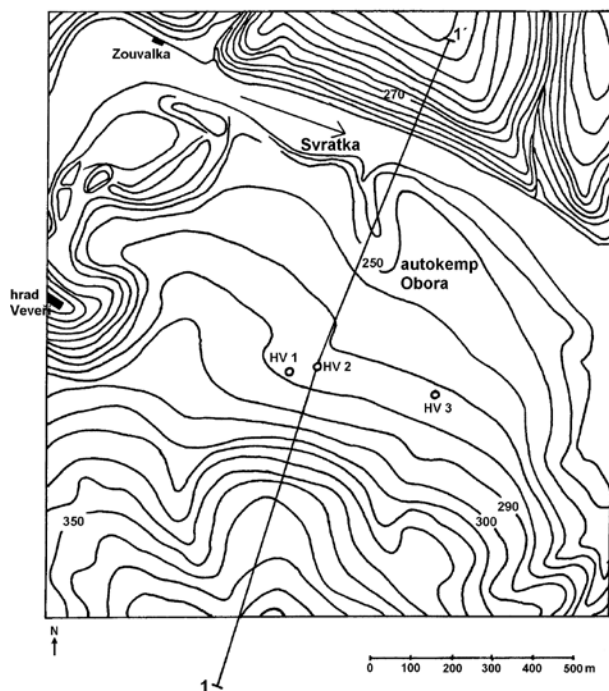 1´
Zouvalka
270
Svratka
250
autokemp
Obora
hrad
Veveří
HV 1
HV 2
HV 3
290
300
350
N
0 100 200 300 400 500 m
1